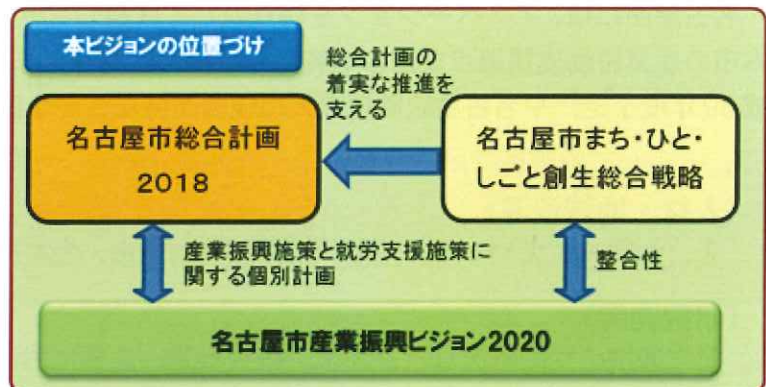 本ビジョンの位置づけ
総合計画の
着実な推進を
支える
名古屋市総合計画
2018
名古屋市まち・ひと・
しごと創生総合戦略
産業振興施策と就労支援施策に
関する個別計画
整合性
名古屋市産業振興ビジョン2020